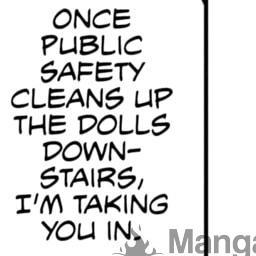 ONCE
PUBLIC
SAFETY
CLEANS UP
THE DOLLS
DOWN-
STAIRS,
I'M TAKING
YOU IN.
Manga